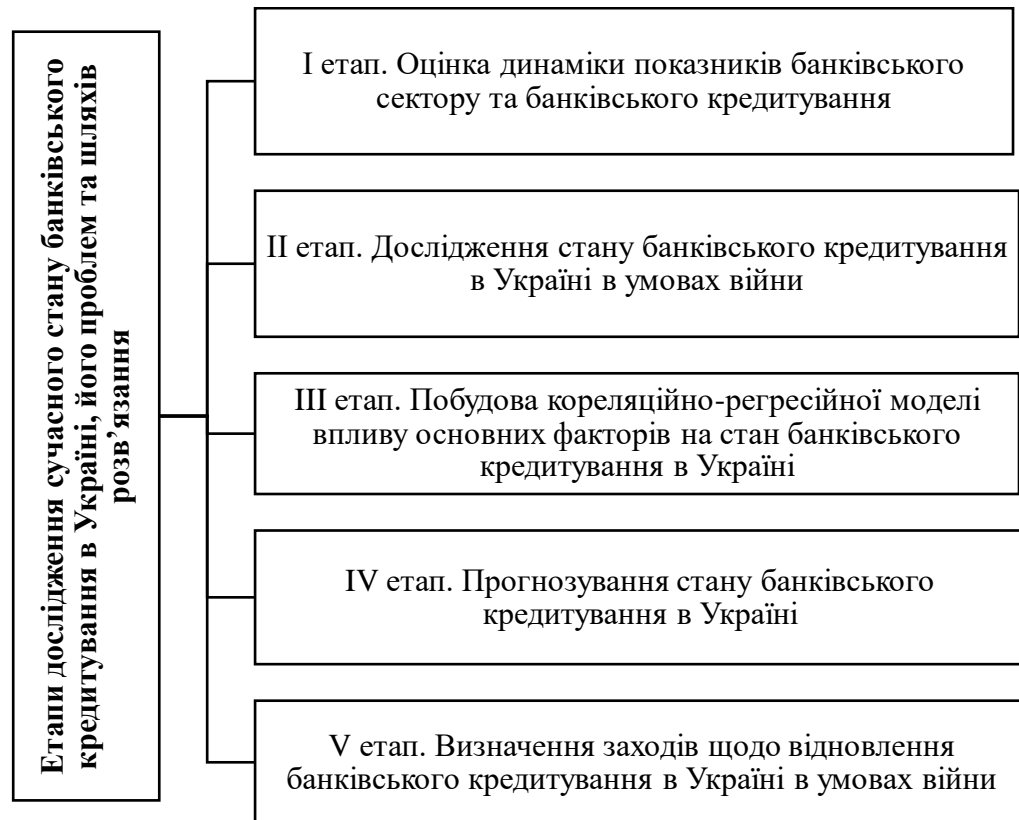 Етапи дослідження сучасного стану банківського
кредитування в Україні, його проблем та шляхів
розв’язання
І етап. Оцінка динаміки показників банківського
сектору та банківського кредитування
ІІ етап. Дослідження стану банківського кредитування
в Україні в умовах війни
ІІІ етап. Побудова кореляційно-регресійної моделі
впливу основних факторів на стан банківського
кредитування в Україні
IV етап. Прогнозування стану банківського
кредитування в Україні
V етап. Визначення заходів щодо відновлення
банківського кредитування в Україні в умовах війни